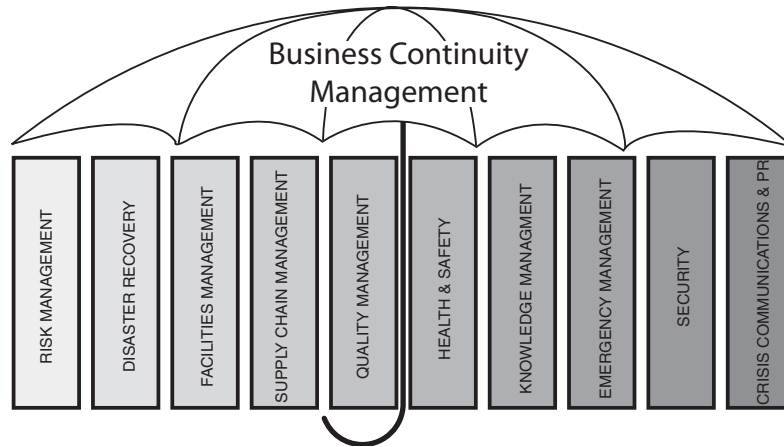 Business Continuity
Management
RISK MANAGEMENT
DISASTER RECOVERY
FACILITIES MANAGEMENT
SUPPLY CHAIN MANAGEMENT
QUALITY MANAGEMENT
HEALTH & SAFETY
KNOWLEDGE MANAGMENT
EMERGENCY MANAGEMENT
SECURITY
CRISIS COMMUNICATIONS & PR